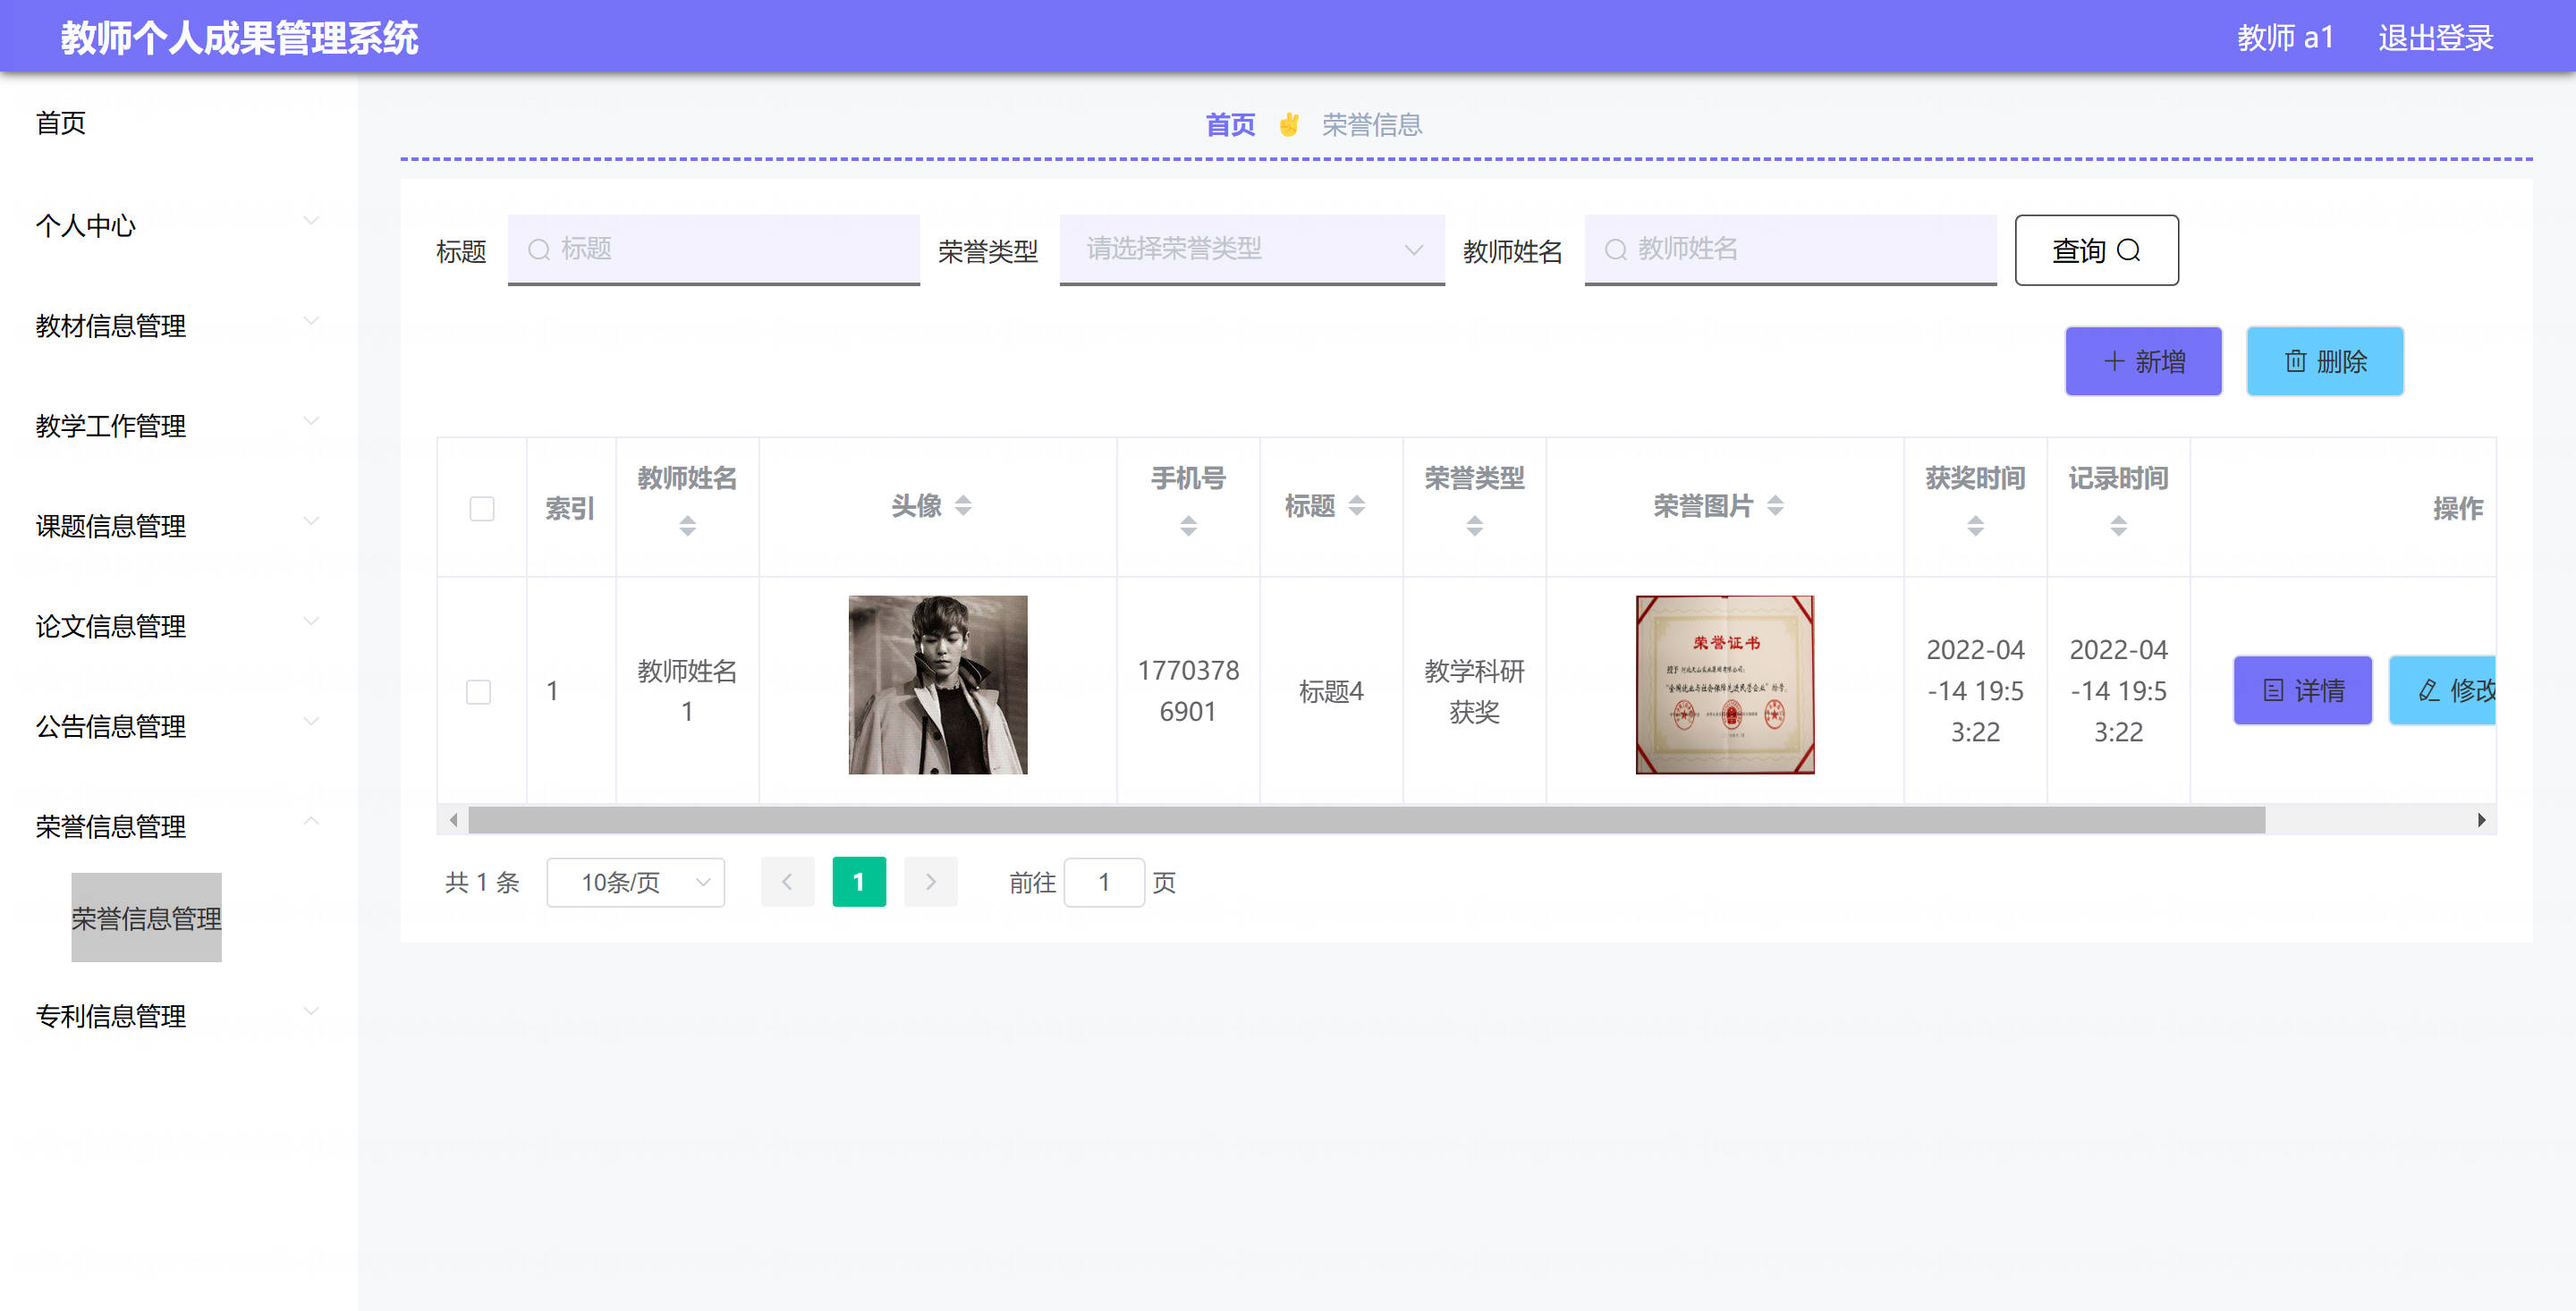 教师个人成果管理系统
教师 a1
退出登录
首页
个人中心
教材信息管理
教学工作管理
课题信息管理
论文信息管理
公告信息管理
荣誉信息管理
荣誉信息管理
专利信息管理
首页
荣誉信息
标题
标题
荣誉类型
请选择荣誉类型
教师姓名
教师姓名
查询
新增
删除
索引
教师姓名
头像
手机号
标题
荣誉类型
荣誉图片
获奖时间
记录时间
操作
1
教师姓名
1
1770378
6901
标题4
教学科研
获奖
荣誉证书
2022-04
-14 19:5
3:22
2022-04
-14 19:5
3:22
详情
修改
共 1 条
10条/页
1
前往
1
页